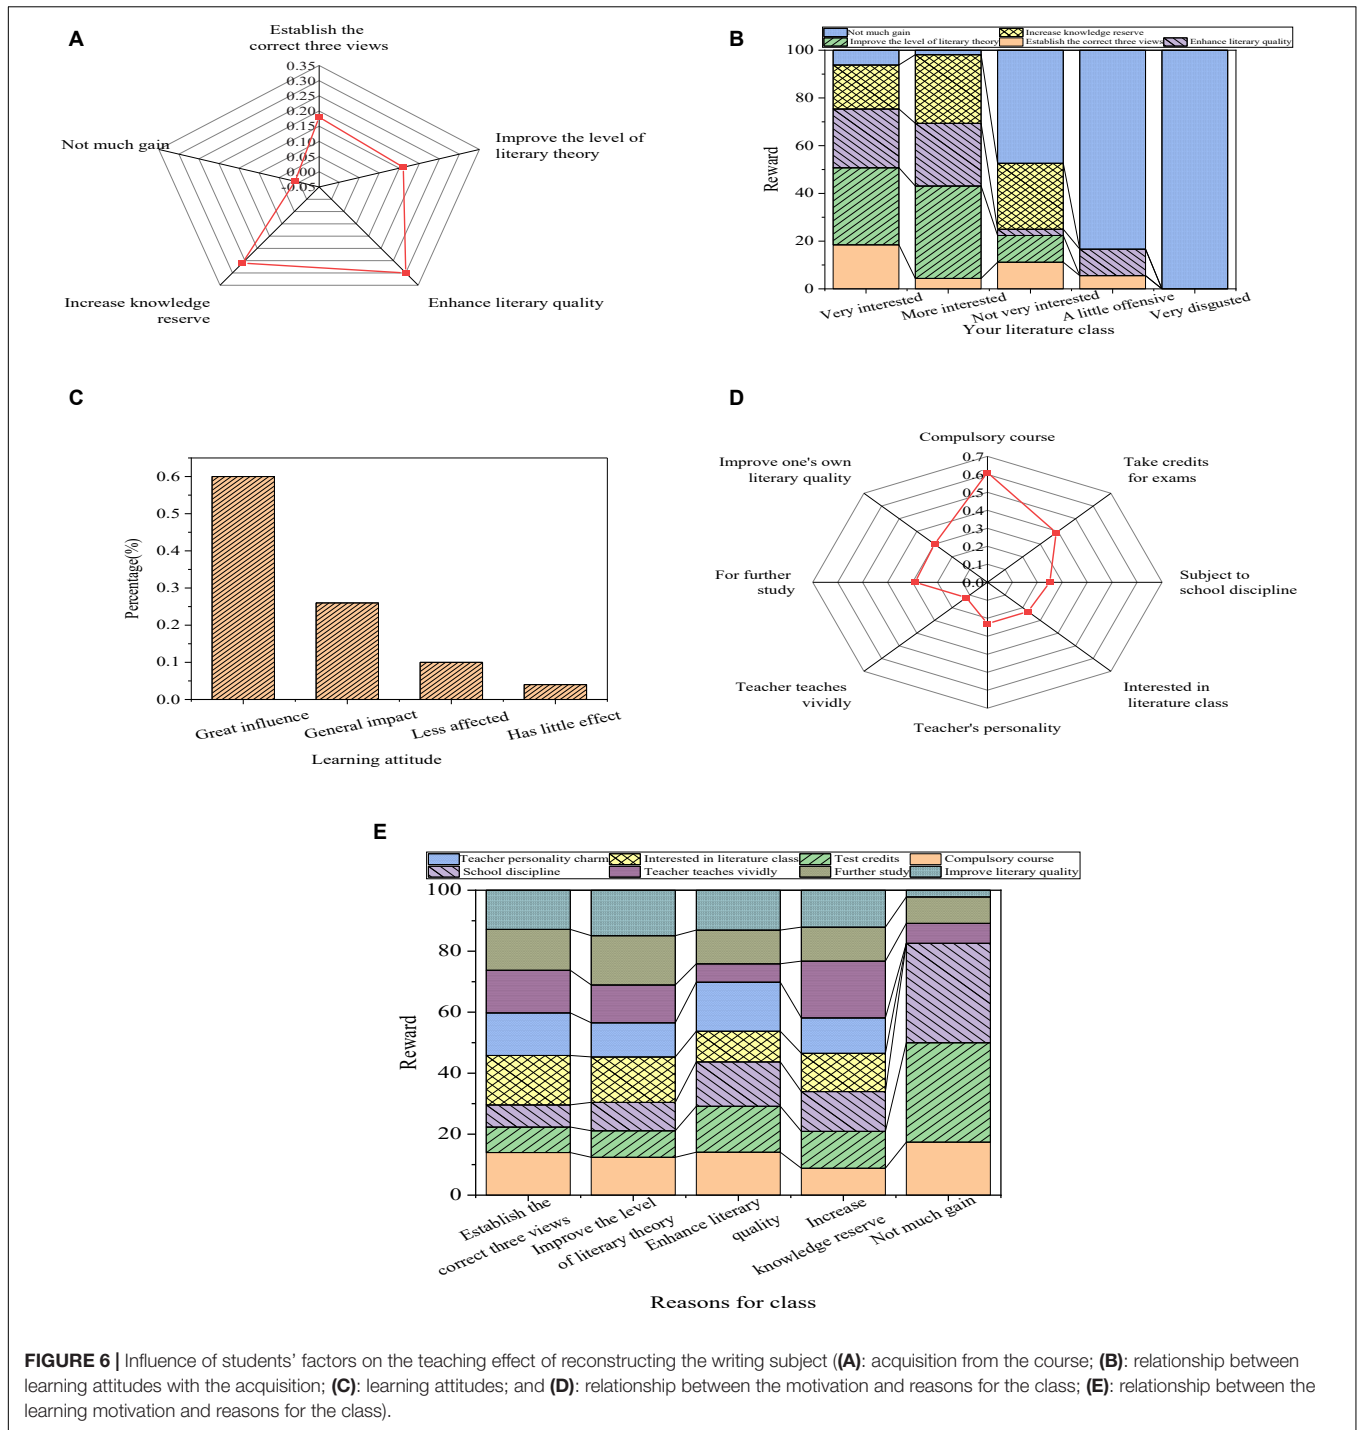 A
Establish the
correct three views
0.35
0.30
0.25
0.20
0.15
0.10
0.05
0.00
-0.05
Not much gain
Improve the level of
literary theory
Increase knowledge
reserve
Enhance literary quality
B
Not much gain
Increase knowledge reserve
Improve the level of literary theory
Establish the correct three views
Enhance literary quality
100
80
60
40
20
0
Reward
Very interested
More interested
Not very interested
A little offensive
Very disgusted
Your literature class
C
0.6
0.5
0.4
0.3
0.2
0.1
0.0
Percentage(%)
Great influence
General impact
Less affected
Has little effect
Learning attitude
D
Compulsory course
0.7
0.6
0.5
0.4
0.3
0.2
0.1
0.0
Improve one's own
literary quality
Take credits
for exams
For further
study
Subject to
school discipline
Teacher teaches
vividly
Interested in
literature class
Teacher's personality
E
Teacher personality charm
Interested in literature class
Test credits
Compulsory course
School discipline
Teacher teaches vividly
Further study
Improve literary quality
100
80
60
40
20
0
Reward
Establish the
correct three views
Improve the level
of literary theory
Enhance literary
quality
Increase
knowledge reserve
Not much gain
Reasons for class
FIGURE 6 | Influence of students' factors on the teaching effect of reconstructing the writing subject ((A): acquisition from the course; (B): relationship between
learning attitudes with the acquisition; (C): learning attitudes; and (D): relationship between the motivation and reasons for the class; (E): relationship between the
learning motivation and reasons for the class).